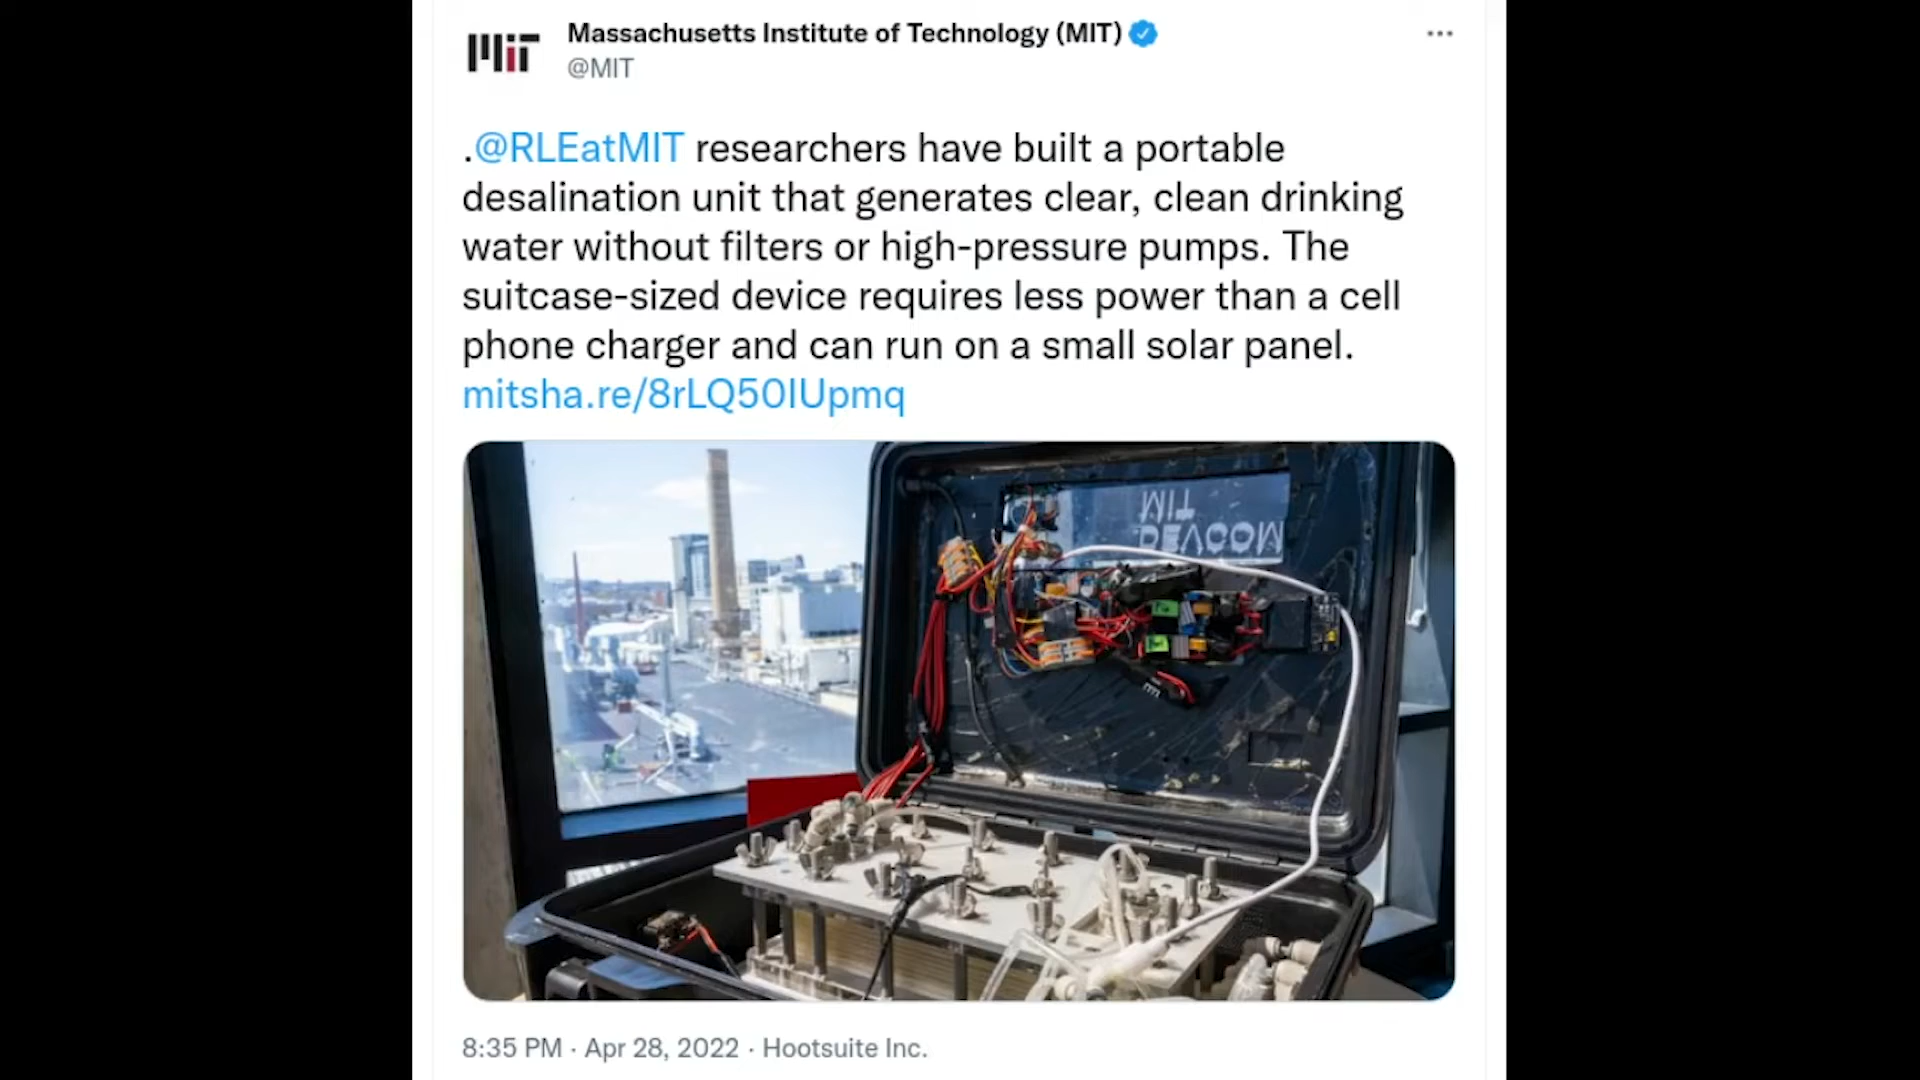 MIT
Massachusetts Institute of Technology (MIT)
@MIT
.@RLEatMIT researchers have built a portable
desalination unit that generates clear, clean drinking
water without filters or high-pressure pumps. The
suitcase-sized device requires less power than a cell
phone charger and can run on a small solar panel.
mitsha.re/8rLQ50IUpmq
MIT
8:35 PM · Apr 28, 2022 · Hootsuite Inc.